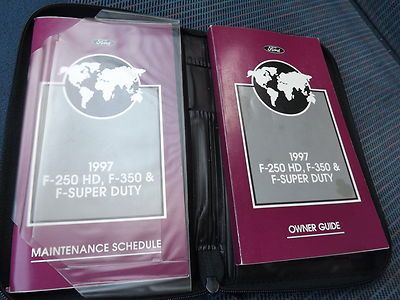 Ford
1997
F-250 HD, F-350 &
F-SUPER DUTY
MAINTENANCE SCHEDULE
Ford
1997
F-250 HD, F-350 &
F-SUPER DUTY
OWNER GUIDE